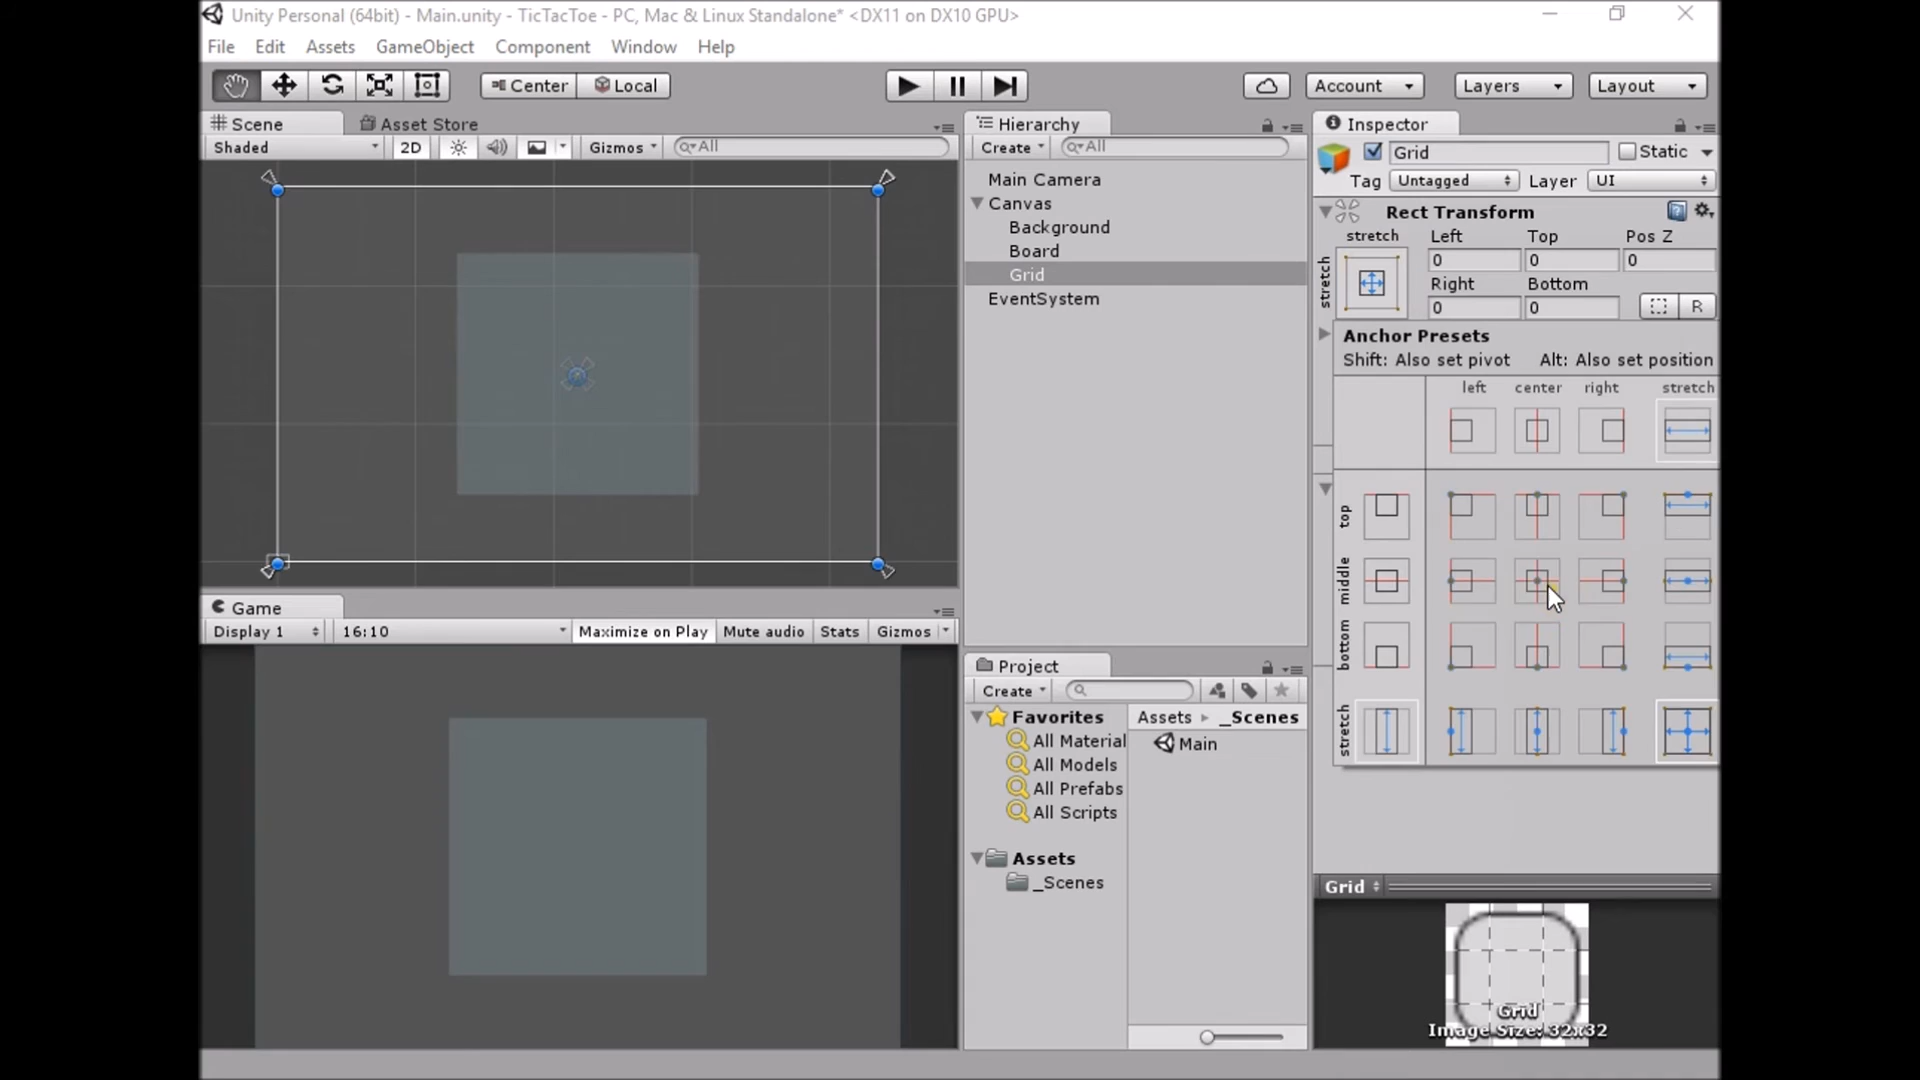 Unity Personal (64bit) - Main.unity - TicTacToe - PC, Mac & Linux Standalone* <DX11 on DX10 GPU>
File Edit Assets GameObject Component Window Help
Center Local Account Layers Layout
Scene Asset Store
Shaded 2D Gizmos All
Hierarchy
Create All
Main Camera
Canvas
Background
Board
Grid
EventSystem
Inspector
Grid Static
Tag Untagged Layer UI
Rect Transform
stretch Left Top Pos Z
stretch 0 0 0
Right Bottom
0 0 R
Anchor Presets
Shift: Also set pivot Alt: Also set position
left center right stretch
top
middle
bottom
stretch
Game
Display 1 16:10 Maximize on Play Mute audio Stats Gizmos
Project
Create
Favorites
All Material
All Models
All Prefabs
All Scripts
Assets
_Scenes
Assets _Scenes
Main
Grid
Grid
Image Size: 32x32